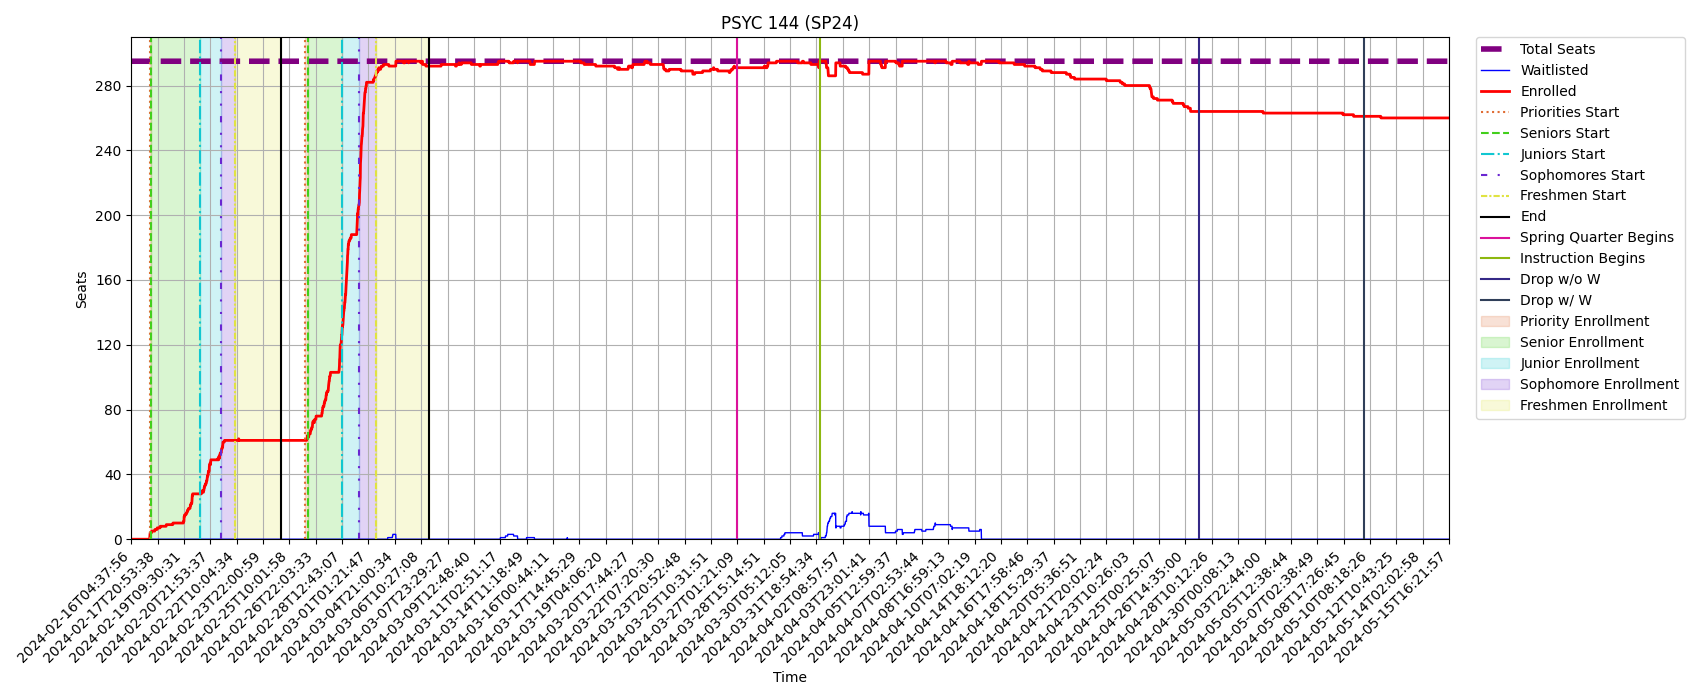 PSYC 144 (SP24)
Seats
280
240
200
160
120
80
40
0
2024-02-16T04:37:56
2024-02-17T20:53:38
2024-02-19T09:30:31
2024-02-20T21:53:37
2024-02-22T10:04:34
2024-02-23T22:00:59
2024-02-25T10:01:58
2024-02-26T22:03:33
2024-02-28T12:43:07
2024-03-01T01:21:47
2024-03-04T21:00:34
2024-03-06T10:27:08
2024-03-07T23:29:27
2024-03-09T12:48:40
2024-03-11T02:51:17
2024-03-14T11:18:49
2024-03-16T00:44:11
2024-03-17T14:45:29
2024-03-19T04:06:20
2024-03-20T17:44:27
2024-03-22T07:20:30
2024-03-23T20:52:48
2024-03-25T10:31:51
2024-03-27T01:21:09
2024-03-28T15:14:51
2024-03-30T05:12:05
2024-03-31T18:54:34
2024-04-02T08:57:57
2024-04-03T23:01:41
2024-04-05T12:59:37
2024-04-07T02:53:44
2024-04-08T16:59:13
2024-04-10T07:02:19
2024-04-14T18:12:20
2024-04-16T17:58:46
2024-04-18T15:29:37
2024-04-20T05:36:51
2024-04-21T20:02:24
2024-04-23T10:26:03
2024-04-25T00:25:07
2024-04-26T14:35:00
2024-04-28T10:12:26
2024-04-30T00:08:13
2024-05-03T22:44:00
2024-05-05T12:38:44
2024-05-07T02:38:49
2024-05-08T17:26:45
2024-05-10T08:18:26
2024-05-12T10:43:25
2024-05-14T02:02:58
2024-05-15T16:21:57
Time
Total Seats
Waitlisted
Enrolled
Priorities Start
Seniors Start
Juniors Start
Sophomores Start
Freshmen Start
End
Spring Quarter Begins
Instruction Begins
Drop w/o W
Drop w/ W
Priority Enrollment
Senior Enrollment
Junior Enrollment
Sophomore Enrollment
Freshmen Enrollment